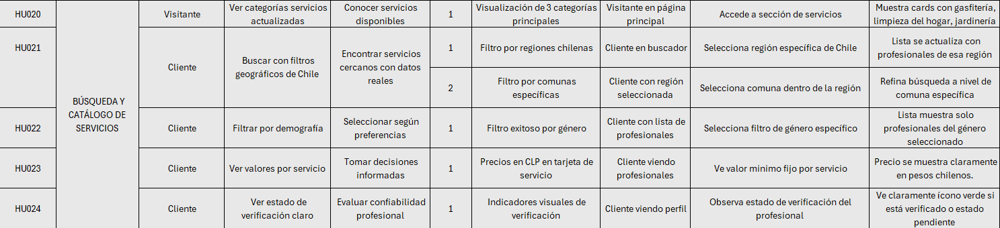 HU020
Visitante
Ver categorías servicios
actualizadas
Conocer servicios
disponibles
1
Visualización de 3 categorías
principales
Visitante en página
principal
Accede a sección de servicios
Muestra cards con gasfitería,
limpieza del hogar, jardinería
BÚSQUEDA Y
CATÁLOGO DE
SERVICIOS
HU021
Cliente
Buscar con filtros
geográficos de Chile
Encontrar servicios
cercanos con datos
reales
1
Filtro por regiones chilenas
Cliente en buscador
Selecciona región específica de Chile
Lista se actualiza con
profesionales de esa región
2
Filtro por comunas
específicas
Cliente con región
seleccionada
Selecciona comuna dentro de la región
Refina búsqueda a nivel de
comuna específica
HU022
Cliente
Filtrar por demografía
Seleccionar según
preferencias
1
Filtro exitoso por género
Cliente con lista de
profesionales
Selecciona filtro de género específico
Lista muestra solo
profesionales del género
seleccionado
HU023
Cliente
Ver valores por servicio
Tomar decisiones
informadas
1
Precios en CLP en tarjeta de
servicio
Cliente viendo
profesionales
Ve valor minimo fijo por servicio
Precio se muestra claramente
en pesos chilenos.
HU024
Cliente
Ver estado de
verificación claro
Evaluar confiabilidad
profesional
1
Indicadores visuales de
verificación
Cliente viendo perfil
Observa estado de verificación del
profesional
Ve claramente ícono verde si
está verificado o estado
pendiente